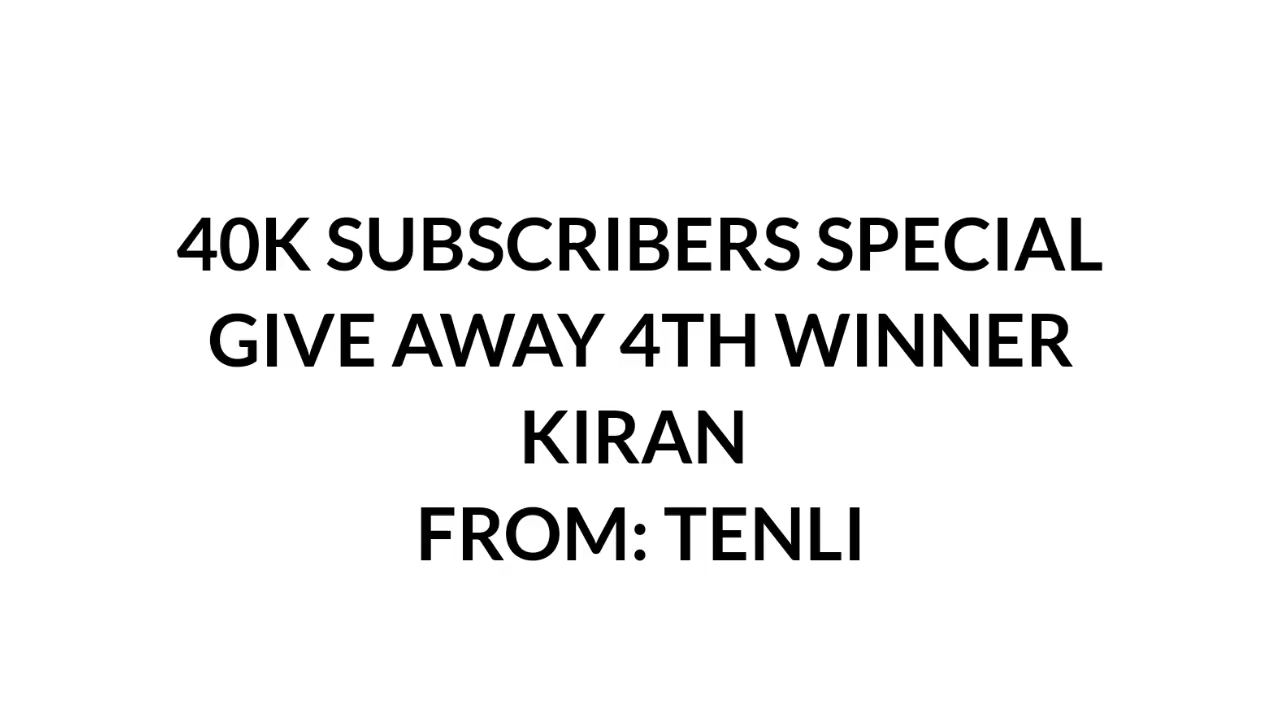 40K SUBSCRIBERS SPECIAL
GIVE AWAY 4TH WINNER
KIRAN
FROM: TENLI